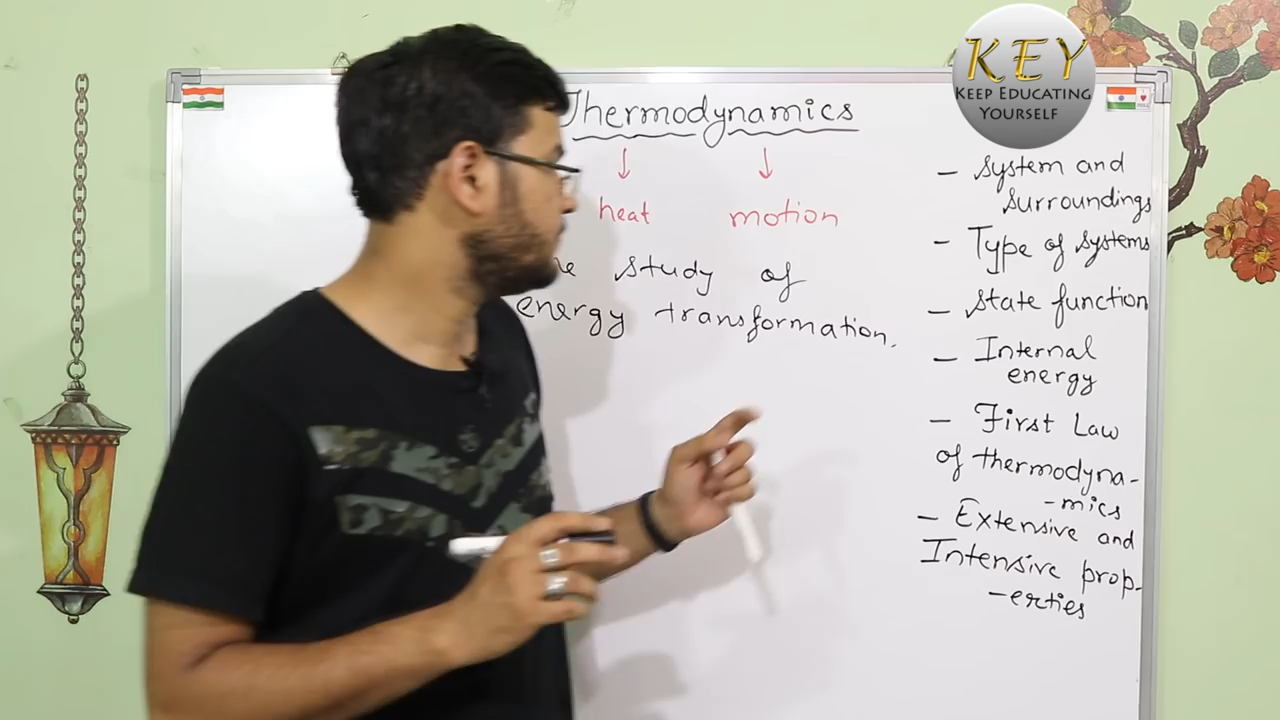 Thermodynamics
heat motion
study of
energy transformation.
KEY
KEEP EDUCATING
YOURSELF
- System and
Surroundings
- Type of systems
- State function
- Internal
energy
- First Law
of thermodyna-
-mics
- Extensive and
Intensive prop-
-erties